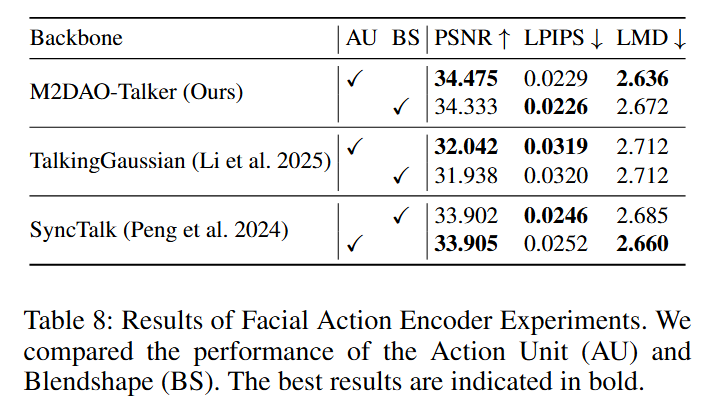 Backbone AU BS PSNR ↑ LPIPS ↓ LMD ↓
M2DAO-Talker (Ours) ✓ 34.475 0.0229 2.636
✓ 34.333 0.0226 2.672
TalkingGaussian (Li et al. 2025) ✓ 32.042 0.0319 2.712
✓ 31.938 0.0320 2.712
SyncTalk (Peng et al. 2024) ✓ 33.902 0.0246 2.685
✓ 33.905 0.0252 2.660
Table 8: Results of Facial Action Encoder Experiments. We
compared the performance of the Action Unit (AU) and
Blendshape (BS). The best results are indicated in bold.